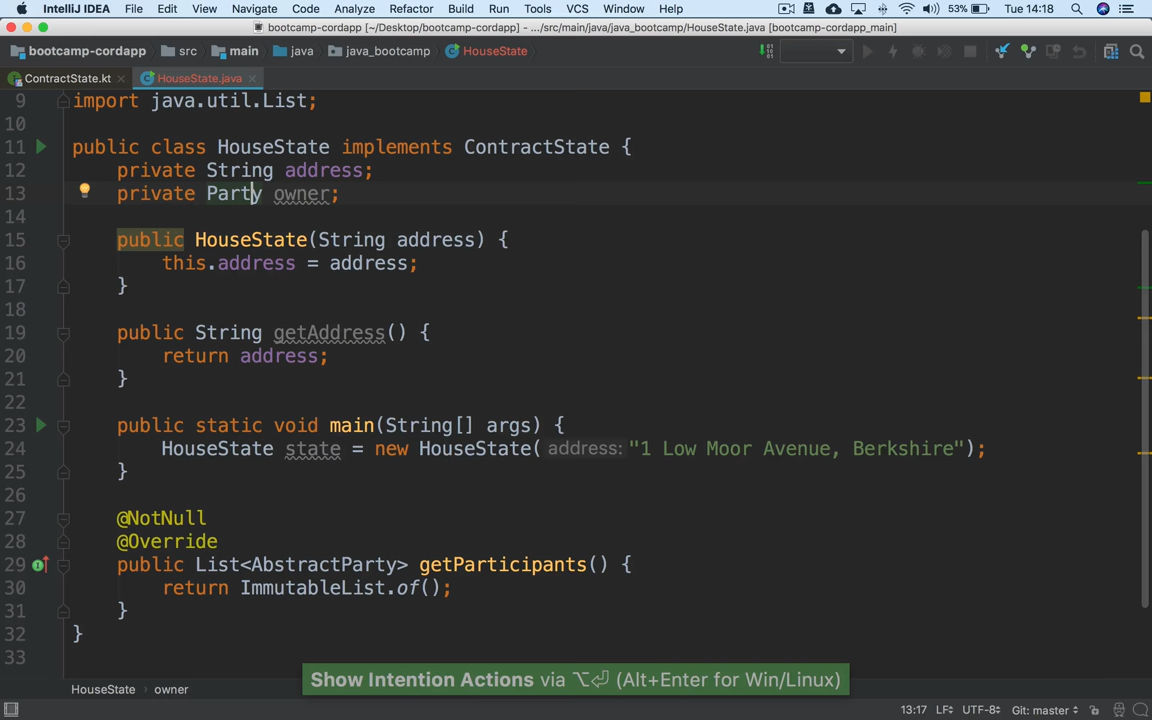 IntelliJ IDEA File Edit View Navigate Code Analyze Refactor Build Run Tools VCS Window Help 53% Tue 14:18
bootcamp-cordapp [~/Desktop/bootcamp-cordapp] - .../src/main/java/java_bootcamp/HouseState.java [bootcamp-cordapp_main]
bootcamp-cordapp src main java java_bootcamp HouseState
ContractState.kt HouseState.java
9 import java.util.List;
10
11 public class HouseState implements ContractState {
12 private String address;
13 private Party owner;
14
15 public HouseState(String address) {
16 this.address = address;
17 }
18
19 public String getAddress() {
20 return address;
21 }
22
23 public static void main(String[] args) {
24 HouseState state = new HouseState( address: "1 Low Moor Avenue, Berkshire");
25 }
26
27 @NotNull
28 @Override
29 public List<AbstractParty> getParticipants() {
30 return ImmutableList.of();
31 }
32 }
33
Show Intention Actions via ⌥⏎ (Alt+Enter for Win/Linux)
HouseState owner
13:17 LF UTF-8 Git: master